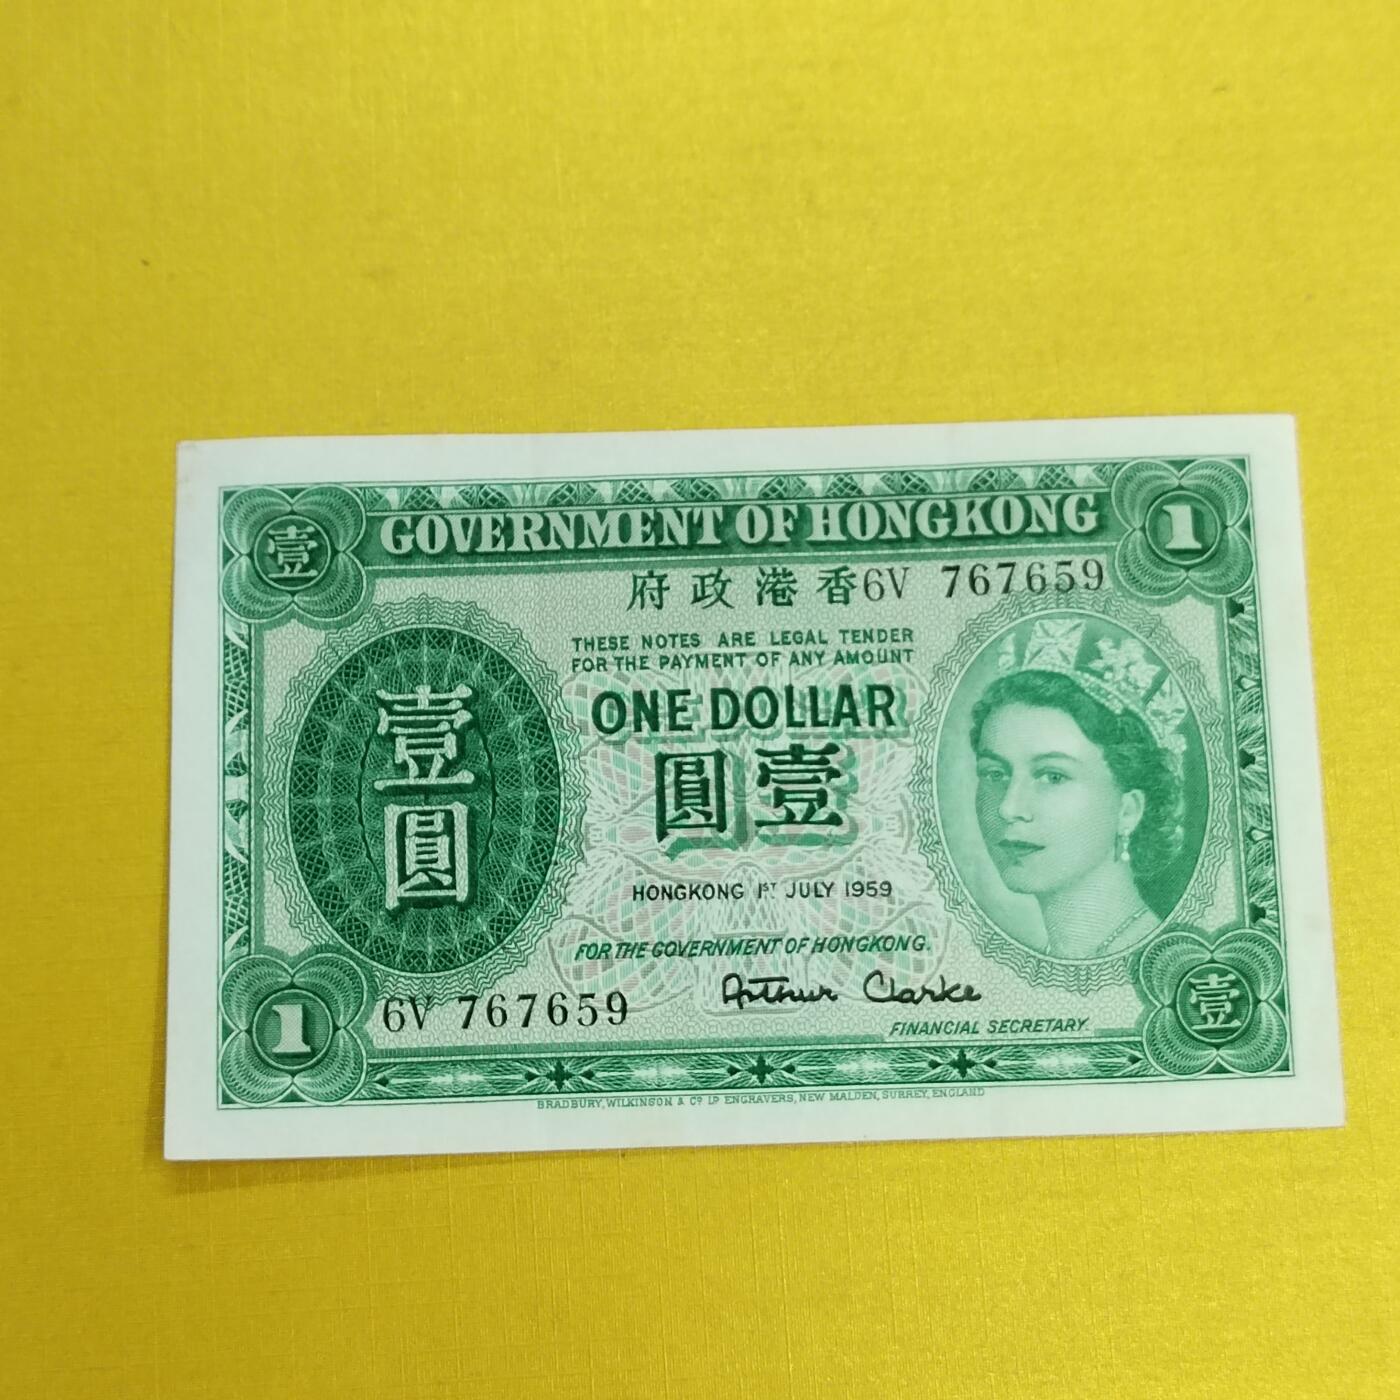 GOVERNMENT OF HONGKONG
壹
1
府政港香
6V 767659
THESE NOTES ARE LEGAL TENDER
FOR THE PAYMENT OF ANY AMOUNT
ONE DOLLAR
圓壹
壹圓
HONGKONG 1ST JULY 1959
FOR THE GOVERNMENT OF HONGKONG.
Arthur Clarke
FINANCIAL SECRETARY.
6V 767659
1
壹
BRADBURY, WILKINSON & Co LD ENGRAVERS, NEW MALDEN, SURREY, ENGLAND